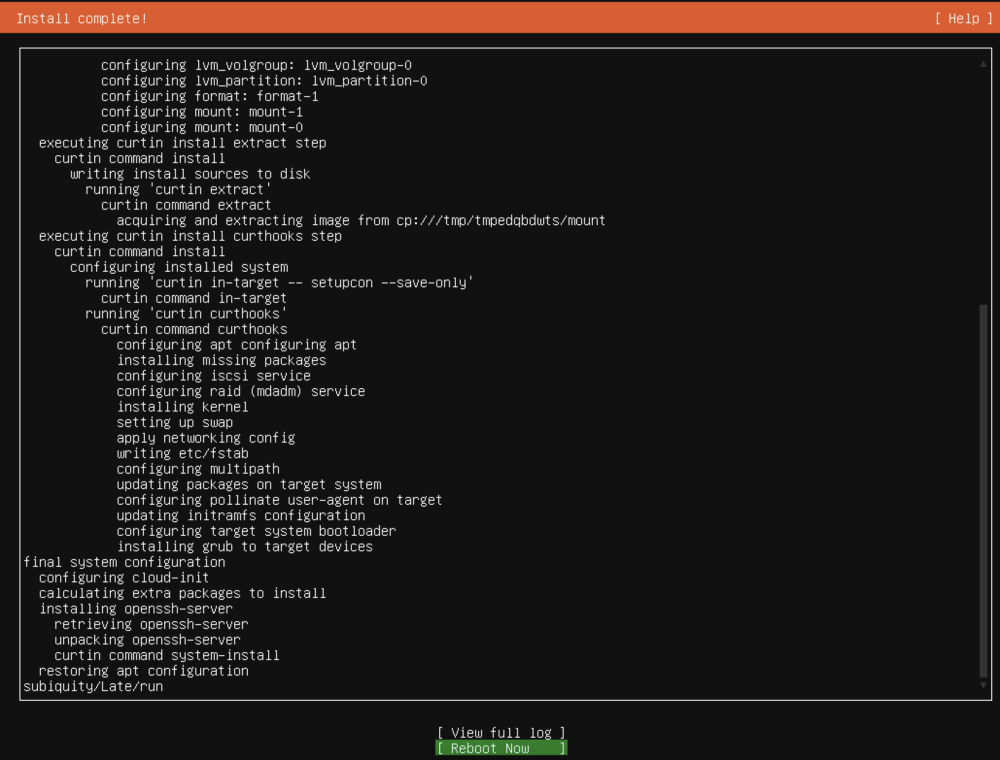 Install complete!
[ Help ]
configuring lvm_volgroup: lvm_volgroup-0
configuring lvm_partition: lvm_partition-0
configuring format: format-1
configuring mount: mount-1
configuring mount: mount-0
executing curtin install extract step
curtin command install
writing install sources to disk
running 'curtin extract'
curtin command extract
acquiring and extracting image from cp:///tmp/tmpedqbdwts/mount
executing curtin install curthooks step
curtin command install
configuring installed system
running 'curtin in-target -- setupcon --save-only'
curtin command in-target
running 'curtin curthooks'
curtin command curthooks
configuring apt configuring apt
installing missing packages
configuring iscsi service
configuring raid (mdadm) service
installing kernel
setting up swap
apply networking config
writing etc/fstab
configuring multipath
updating packages on target system
configuring pollinate user-agent on target
updating initramfs configuration
configuring target system bootloader
installing grub to target devices
final system configuration
configuring cloud-init
calculating extra packages to install
installing openssh-server
retrieving openssh-server
unpacking openssh-server
curtin command system-install
restoring apt configuration
subiquity/Late/run
[ View full log ]
[ Reboot Now ]